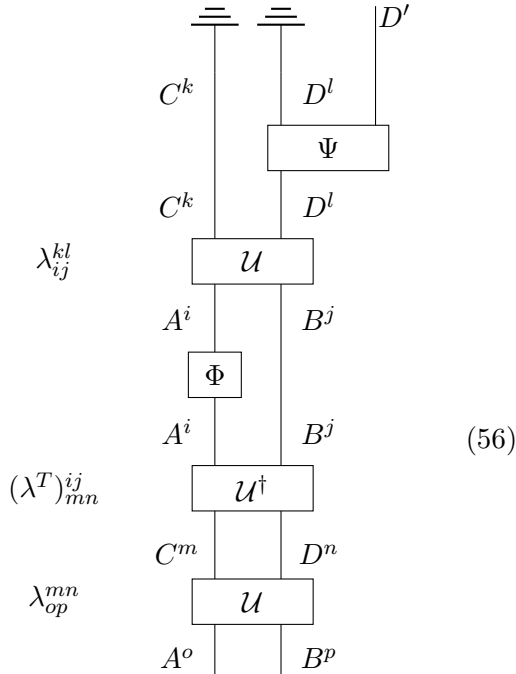 D′
C^k D^l
Ψ
C^k D^l
λ_{ij}^{kl} 𝒰
A^i B^j
Φ
A^i B^j
(56)
(λ^T)_{mn}^{ij} 𝒰†
C^m D^n
λ_{op}^{mn} 𝒰
A^o B^p